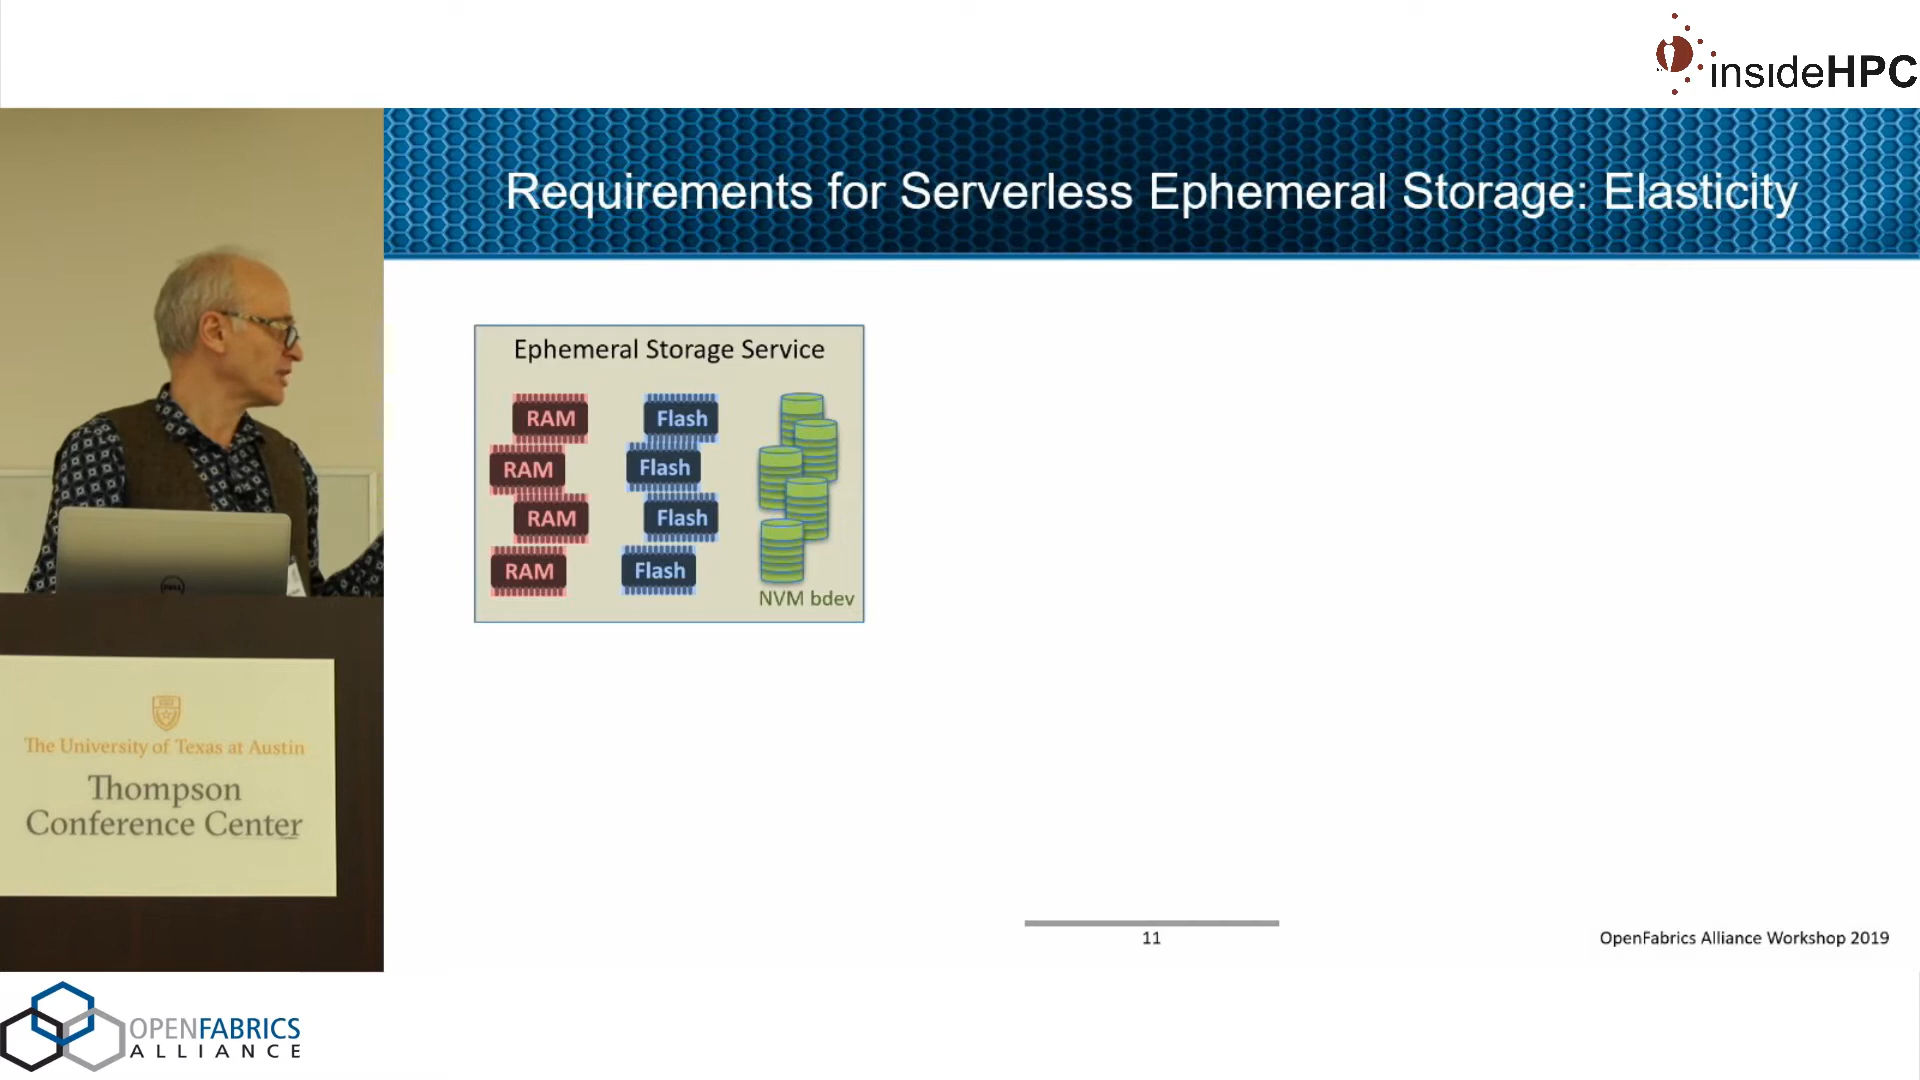 insideHPC
Requirements for Serverless Ephemeral Storage: Elasticity
Ephemeral Storage Service
RAM
Flash
RAM
Flash
RAM
Flash
RAM
Flash
NVM bdev
DELL
The University of Texas at Austin
Thompson
Conference Center
11
OpenFabrics Alliance Workshop 2019
OPENFABRICS
ALLIANCE